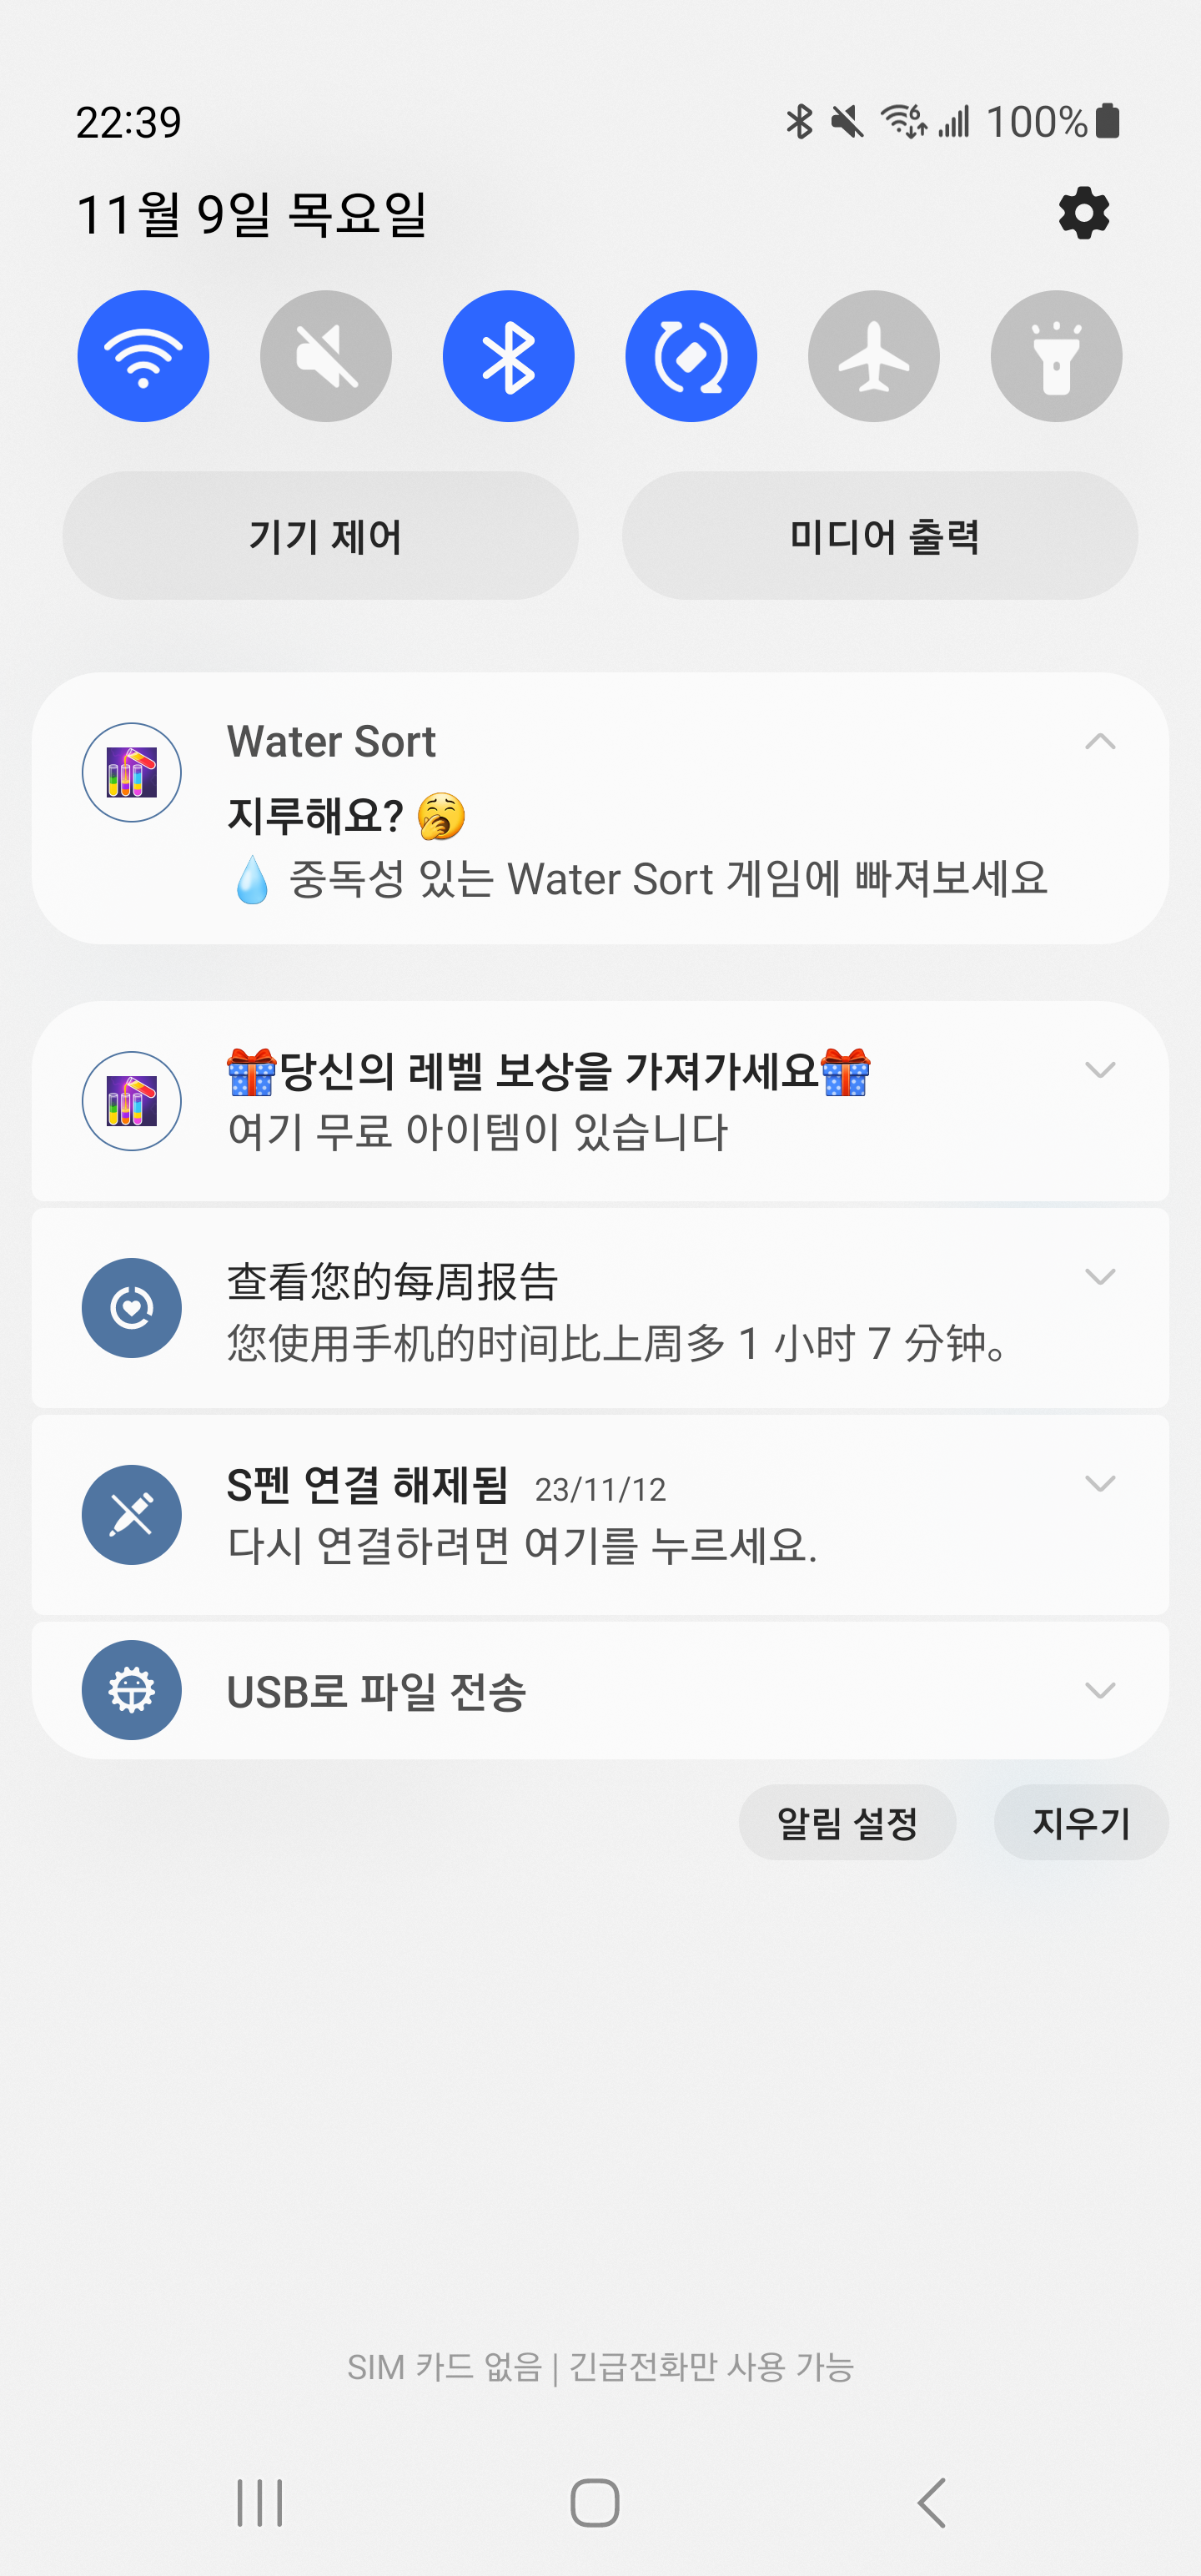 22:39
100%
11월 9일 목요일
기기 제어
미디어 출력
Water Sort
지루해요? 🥱
💧 중독성 있는 Water Sort 게임에 빠져보세요
🎁당신의 레벨 보상을 가져가세요🎁
여기 무료 아이템이 있습니다
查看您的每周报告
您使用手机的时间比上周多 1 小时 7 分钟。
S펜 연결 해제됨 23/11/12
다시 연결하려면 여기를 누르세요.
USB로 파일 전송
알림 설정
지우기
SIM 카드 없음 | 긴급전화만 사용 가능